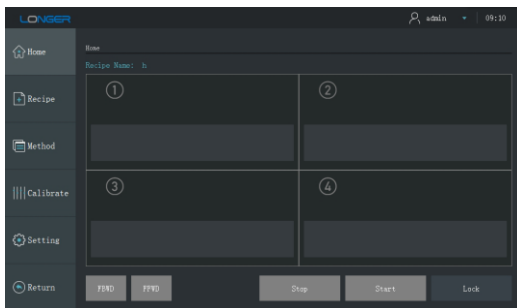 LONGER
admin
09:10
Home
Home
Recipe Name: h
Recipe
① ②
Method
③ ④
Calibrate
Setting
Return
FBWD FFWD Stop Start Lock